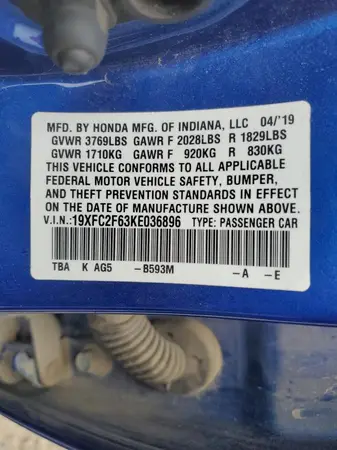 MFD. BY HONDA MFG. OF INDIANA, LLC 04/'19
GVWR 3769LBS GAWR F 2028LBS R 1829LBS
GVWR 1710KG GAWR F 920KG R 830KG
THIS VEHICLE CONFORMS TO ALL APPLICABLE
FEDERAL MOTOR VEHICLE SAFETY, BUMPER,
AND THEFT PREVENTION STANDARDS IN EFFECT
ON THE DATE OF MANUFACTURE SHOWN ABOVE.
V.I.N.:19XFC2F63KE036896 TYPE: PASSENGER CAR
TBA K AG5 -B593M -A -E